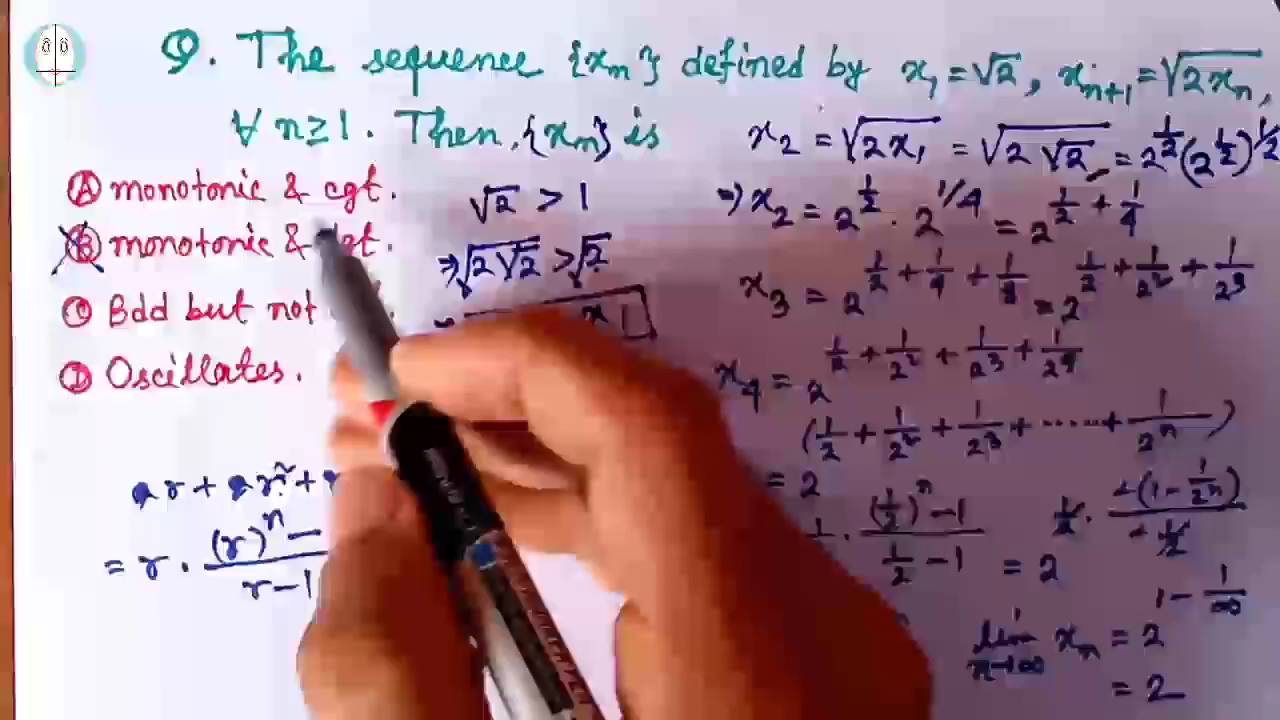 Q. The sequence {xₙ} defined by x₁ = √2, xₙ₊₁ = √(2xₙ),
∀ n ≥ 1. Then, {xₙ} is
Ⓐ monotonic & cgt.
Ⓑ monotonic &
Ⓒ Bdd but not
Ⓓ Oscillates.
√2 > 1
⇒ √(2√2) > √2
x₂ = √(2x₁) = √(2√2) = 2^(1/2) (2^(1/2))^(1/2)
⇒ x₂ = 2^(1/2) · 2^(1/4) = 2^(1/2 + 1/4)
x₃ = 2^(1/2 + 1/4 + 1/8) = 2^(1/2 + 1/2² + 1/2³)
x₄ = 2^(1/2 + 1/2² + 1/2³ + 1/2⁴)
= 2^(1/2 + 1/2² + 1/2³ + ...... + 1/2ⁿ)
((1/2)ⁿ − 1)/(1/2 − 1) = 2
1 − 1/∞
lim n→∞ xₙ = 2
= 2
ar + ar² +
= r · ((r)ⁿ −)/(r − 1)